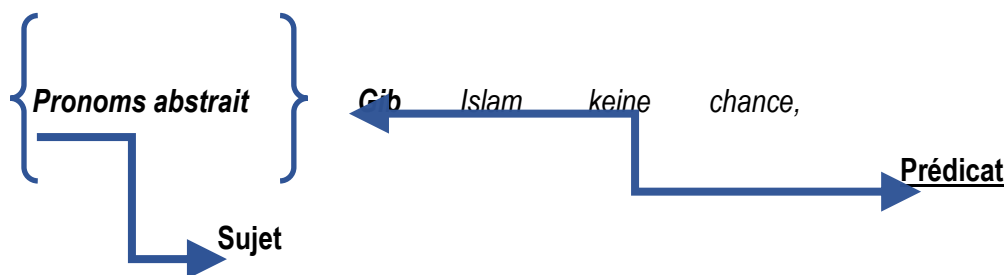 Pronoms abstrait Gib Islam keine chance,
Prédicat
Sujet